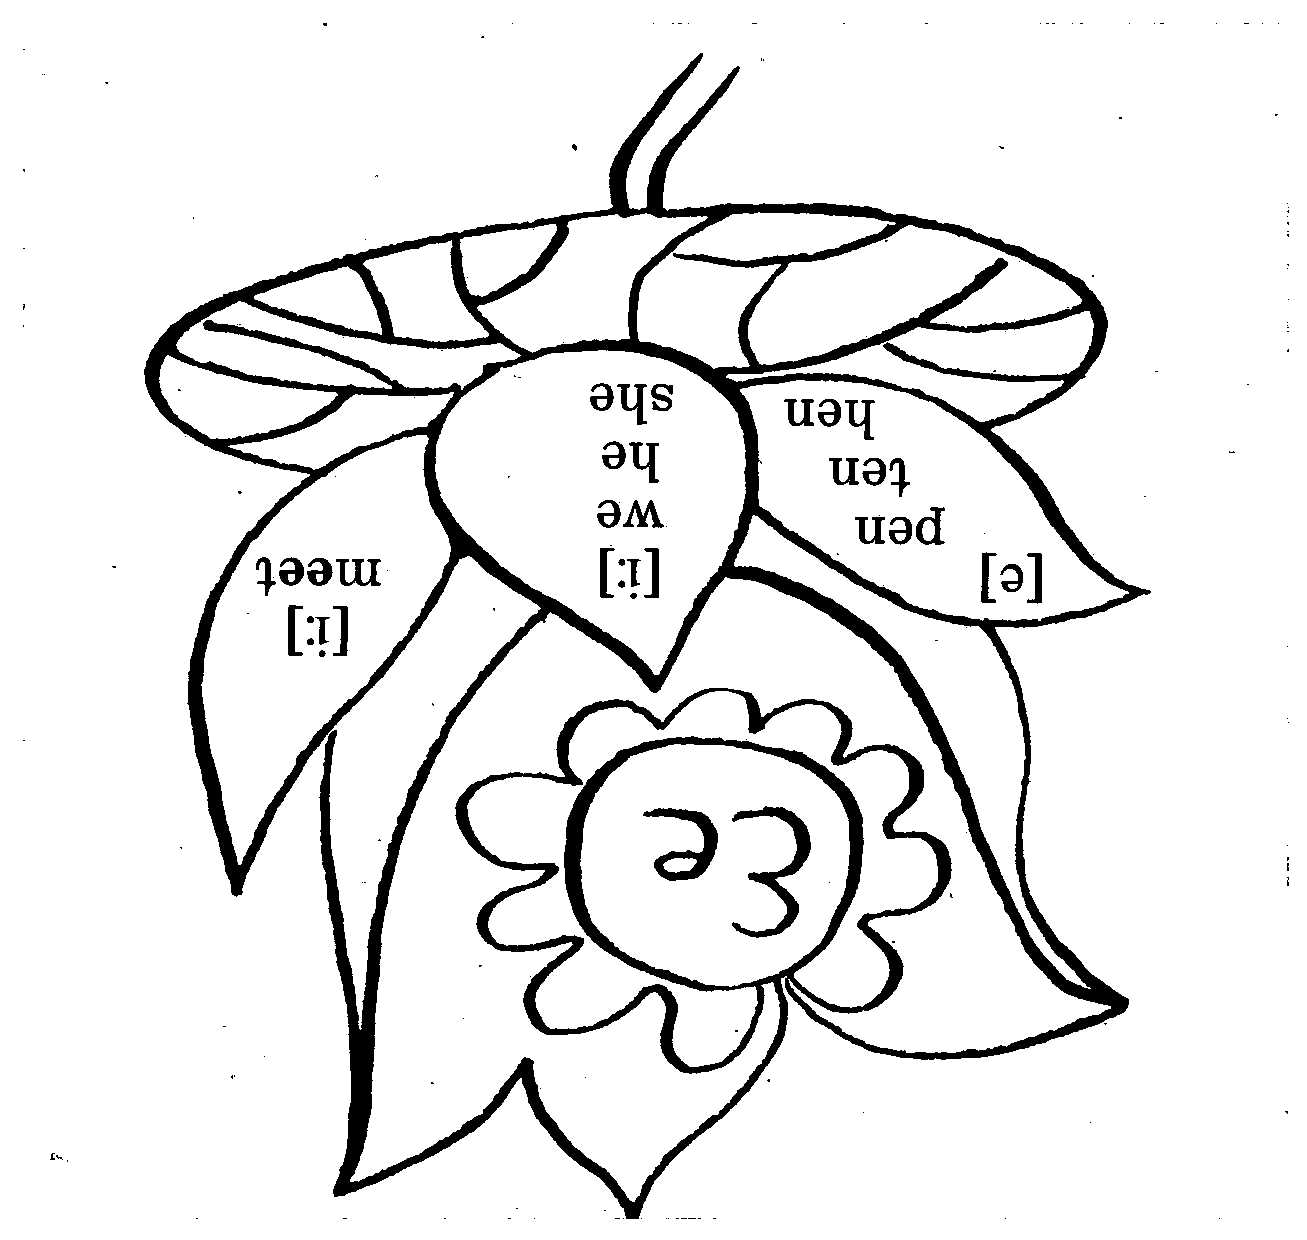 Ee
[e]
pen
ten
hen
[i:]
we
he
she
[i:]
meet